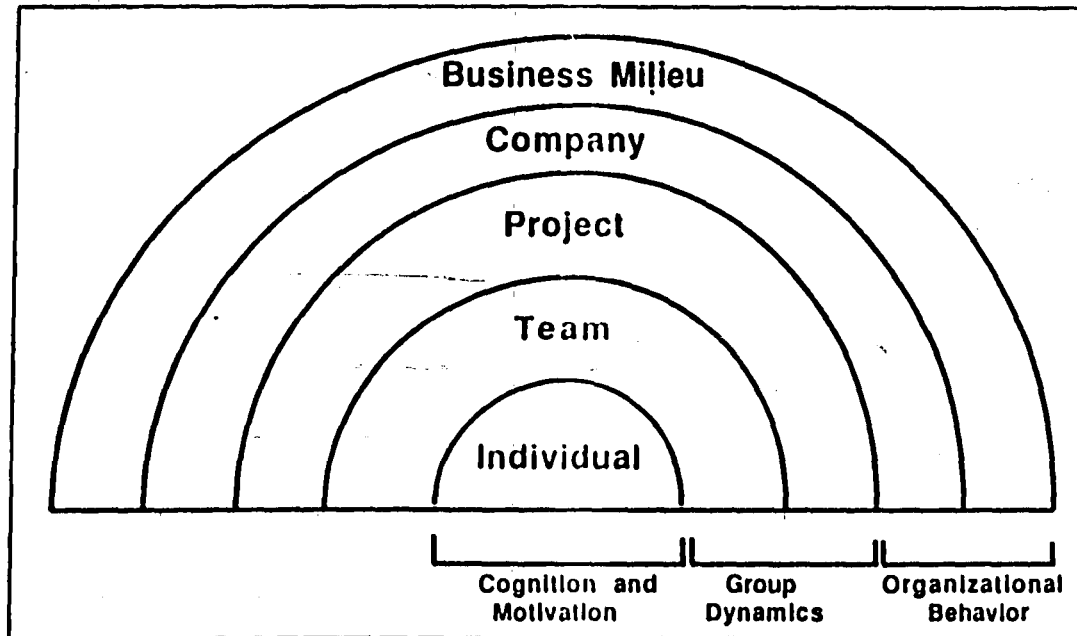 Business Milieu
Company
Project
Team
Individual
Cognition and
Motivation
Group
Dynamics
Organizational
Behavior